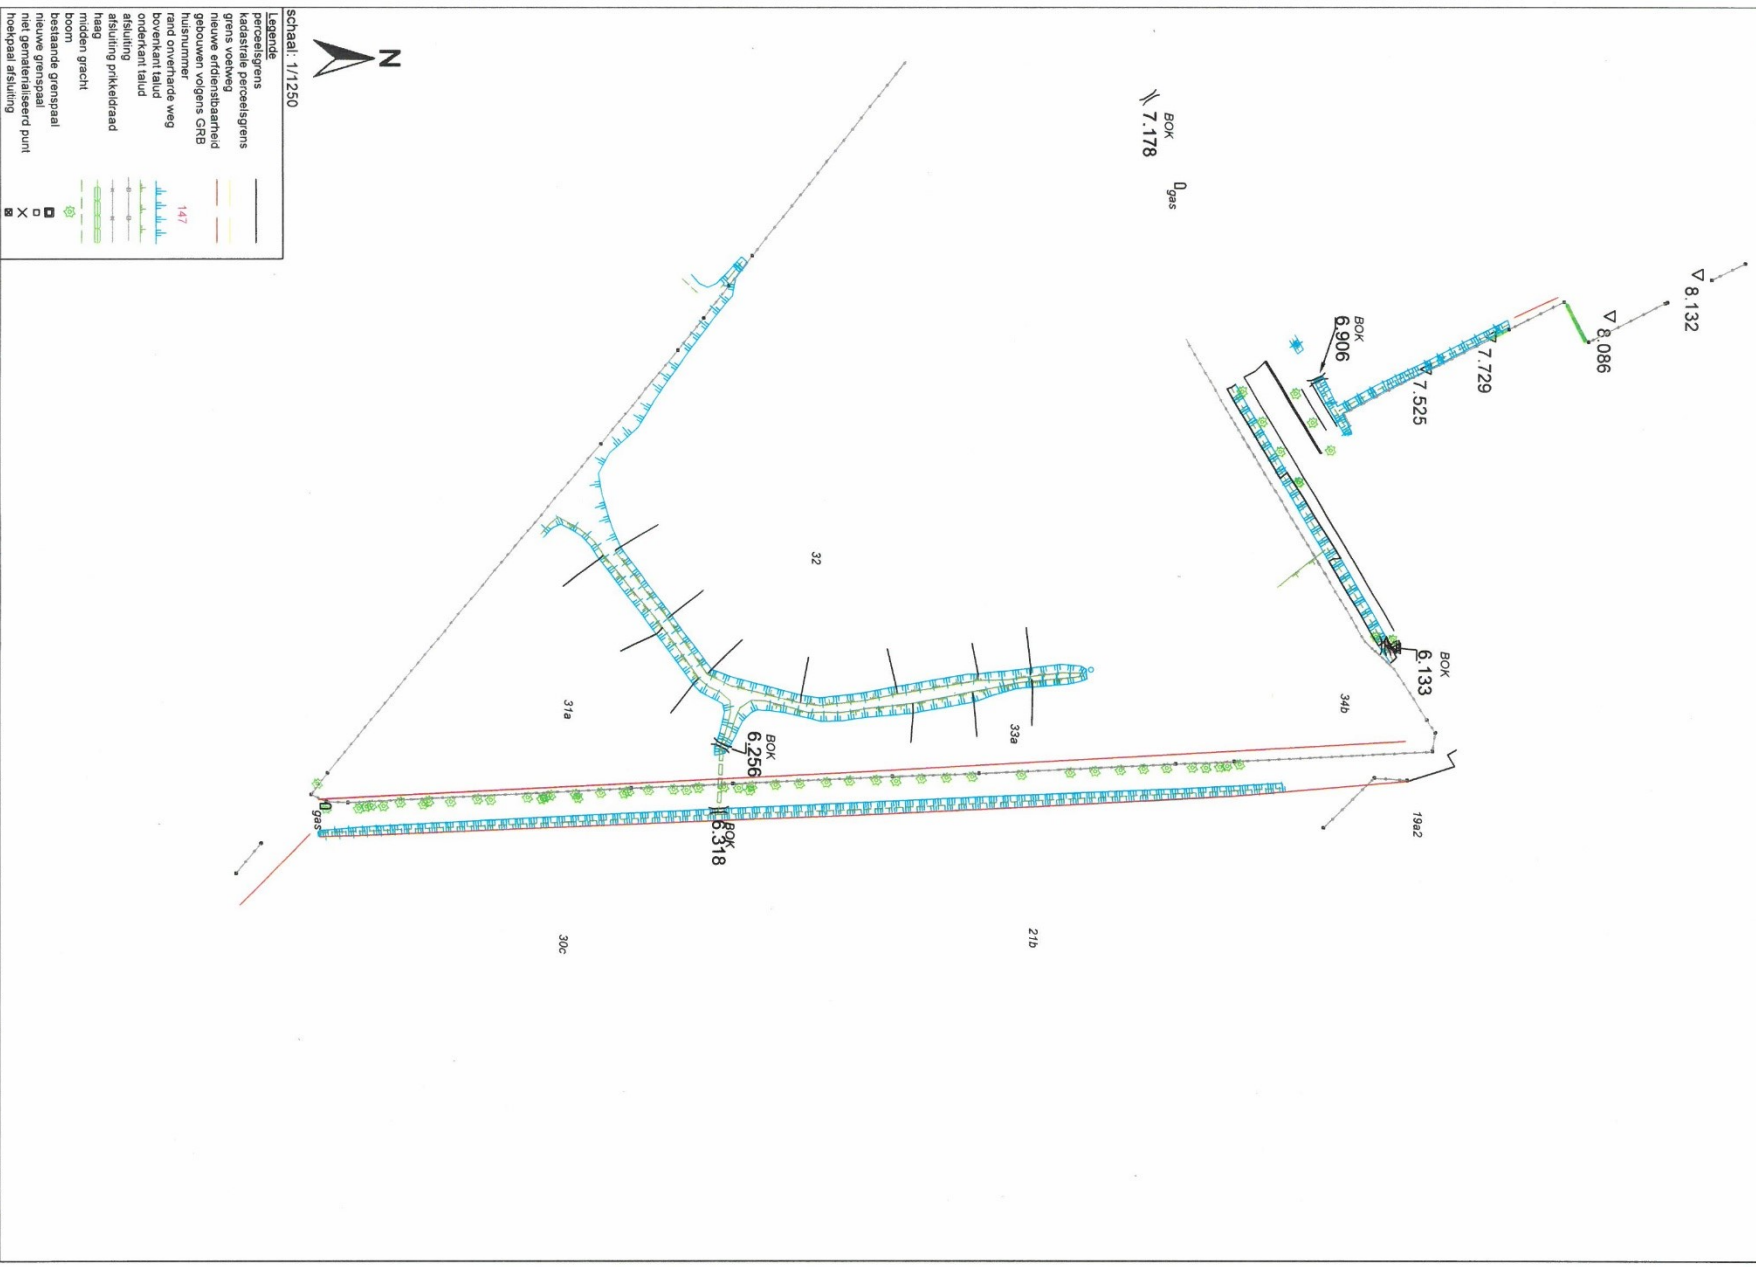 schaal: 1/1250
N
Legende
perceelsgrens
kadastrale perceelsgrens
grens voetweg
nieuwe erfdienstbaarheid
gebouwen volgens GRB
huisnummer
147
rand onverharde weg
bovenkant talud
onderkant talud
afsluiting
afsluiting prikkeldraad
haag
midden gracht
boom
bestaande grenspaal
nieuwe grenspaal
niet gematerialiseerd punt
hoekpaal afsluiting
8.132
8.086
7.729
7.525
BOK
6.906
BOK
7.178
gas
BOK
6.133
34b
19a2
32
33a
31a
BOK
6.256
BOK
6.318
gas
30c
21b